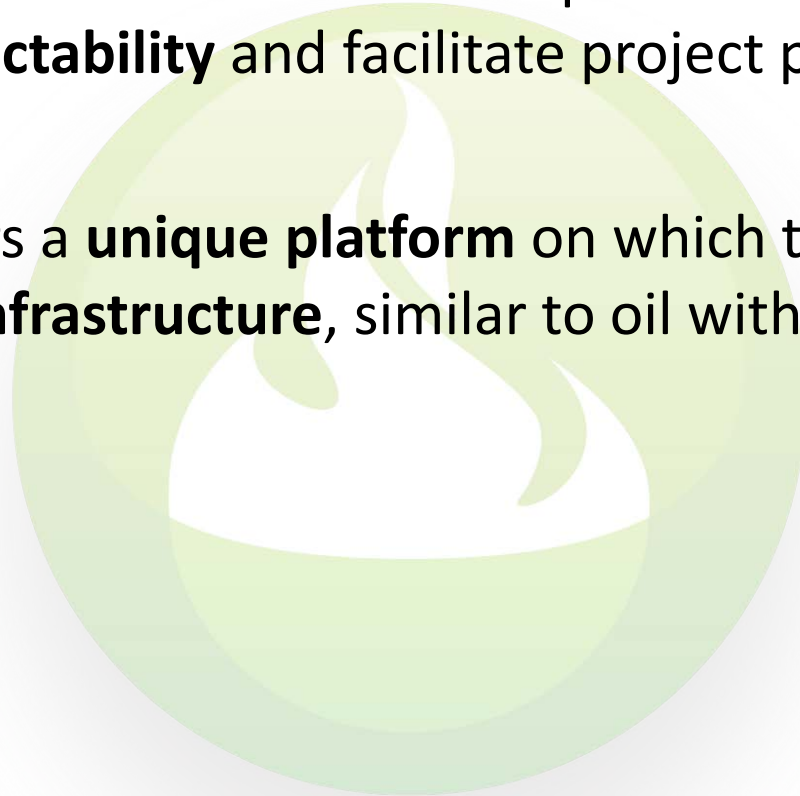 ctability and facilitate project p
s a unique platform on which t
nfrastructure, similar to oil with